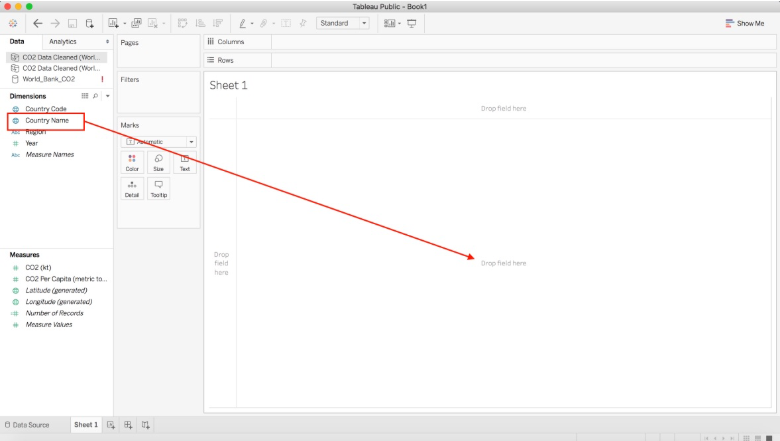 Tableau Public - Book1
Standard
Show Me
Data
Analytics
CO2 Data Cleaned (Worl...
CO2 Data Cleaned (Worl...
World_Bank_CO2 !
Dimensions
Country Code
Country Name
Abc Region
# Year
Abc Measure Names
Measures
# CO2 (kt)
# CO2 Per Capita (metric to...
Latitude (generated)
Longitude (generated)
=# Number of Records
# Measure Values
Pages
Filters
Marks
Automatic
Color
Size
Text
Detail
Tooltip
Columns
Rows
Sheet 1
Drop field here
Drop
field
here
Drop field here
Data Source
Sheet 1